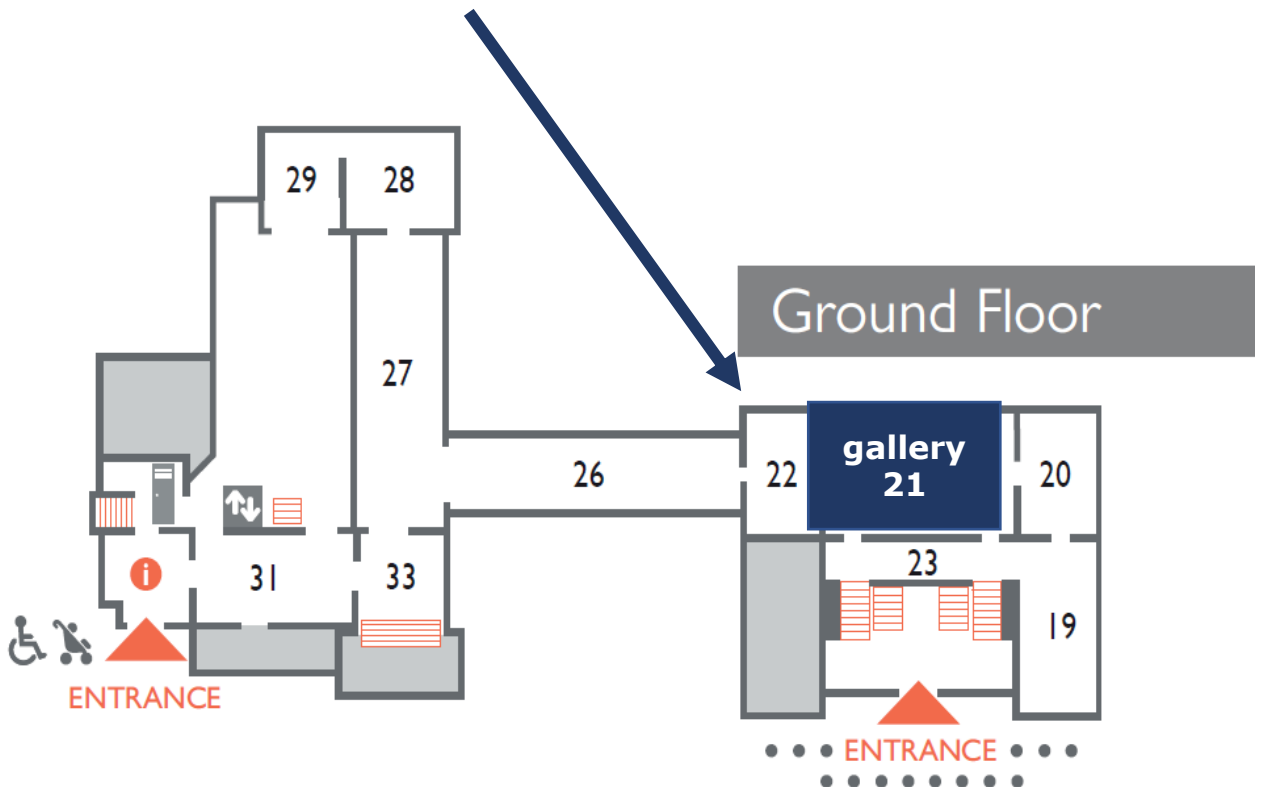 29
28
Ground Floor
27
gallery
21
22
20
26
23
i
31
33
19
ENTRANCE
ENTRANCE